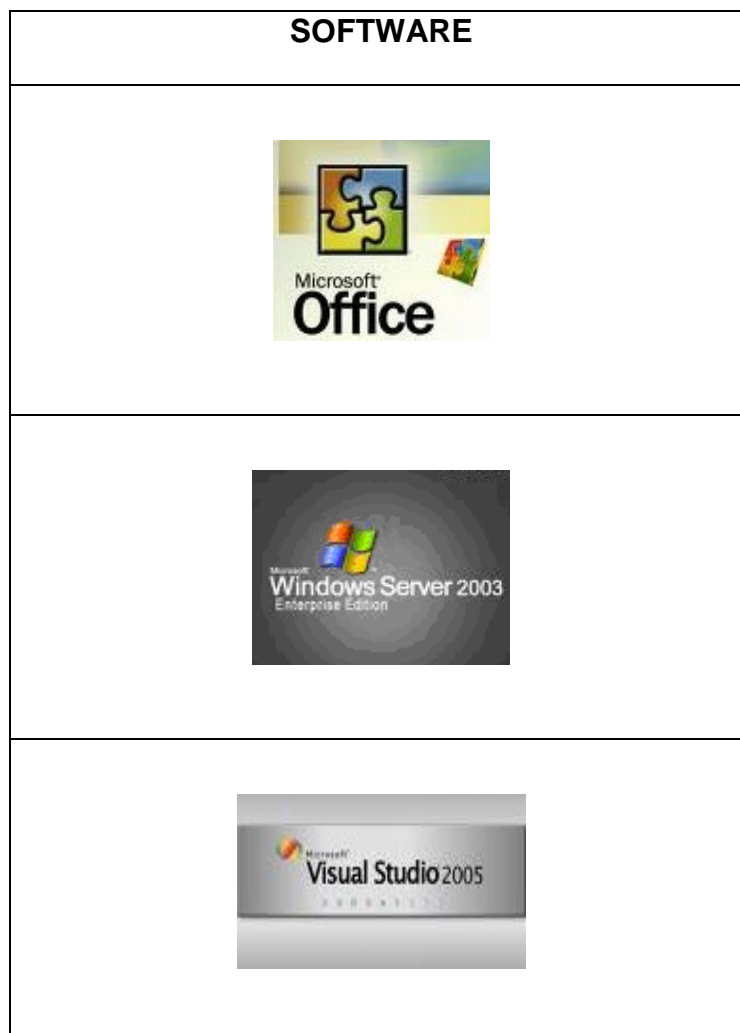 SOFTWARE
Microsoft
Office
Microsoft
Windows Server 2003
Enterprise Edition
Microsoft
Visual Studio 2005